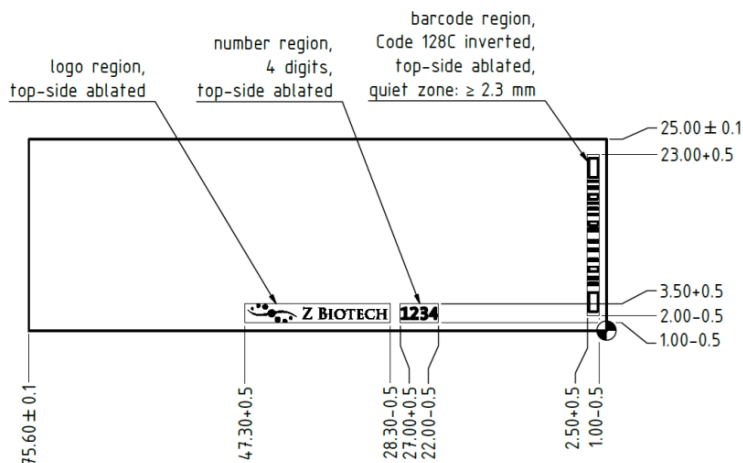 barcode region,
Code 128C inverted,
top-side ablated,
quiet zone: ≥ 2.3 mm
number region,
4 digits,
top-side ablated
logo region,
top-side ablated
25.00 ± 0.1
23.00+0.5
3.50+0.5
2.00-0.5
1.00-0.5
Z BIOTECH
1234
75.60 ± 0.1
47.30+0.5
28.30-0.5
27.00+0.5
22.00-0.5
2.50+0.5
1.00-0.5